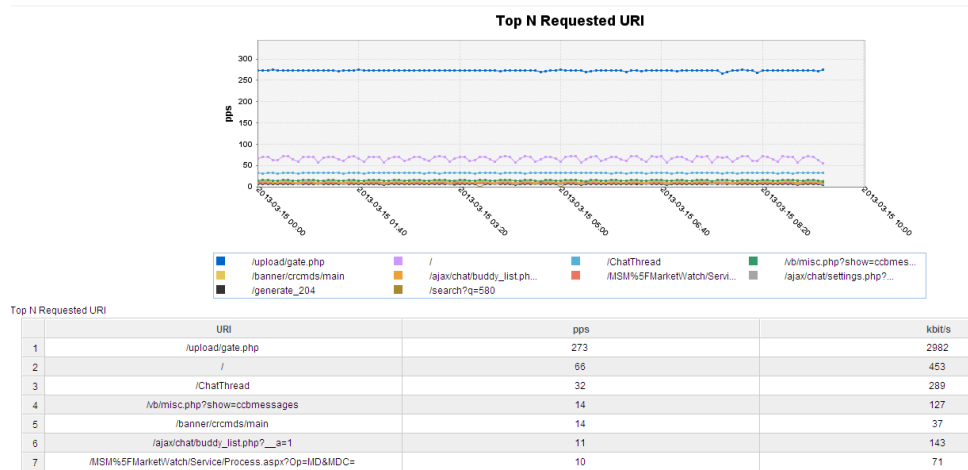 Top N Requested URI
300
250
200
150
100
50
0
pps
2013-03-15 00:00
2013-03-15 01:40
2013-03-15 03:20
2013-03-15 05:00
2013-03-15 06:40
2013-03-15 08:20
2013-03-15 10:00
/upload/gate.php / /ChatThread /vb/misc.php?show=ccbmes...
/banner/crcmds/main /ajax/chat/buddy_list.ph... /MSM%5FMarketWatch/Servi... /ajax/chat/settings.php?...
/generate_204 /search?q=580
Top N Requested URI
URI pps kbit/s
1 /upload/gate.php 273 2982
2 / 66 453
3 /ChatThread 32 289
4 /vb/misc.php?show=ccbmessages 14 127
5 /banner/crcmds/main 14 37
6 /ajax/chat/buddy_list.php?__a=1 11 143
7 /MSM%5FMarketWatch/Service/Process.aspx?Op=MD&MDC= 10 71